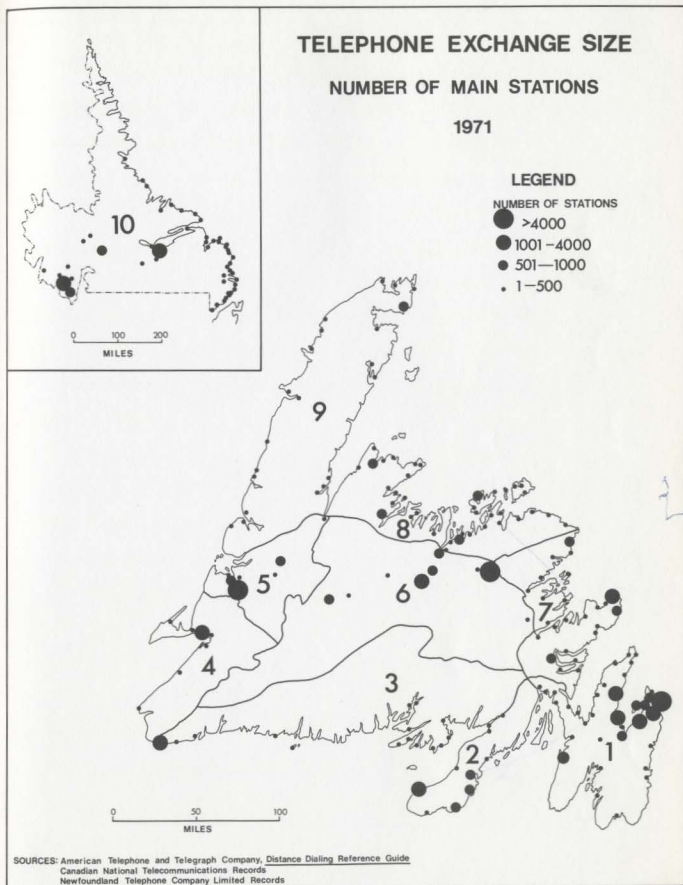 TELEPHONE EXCHANGE SIZE
NUMBER OF MAIN STATIONS
1971
LEGEND
NUMBER OF STATIONS
>4000
1001-4000
501—1000
1—500
10
0 100 200
MILES
9
8
5
6
7
4
3
2
1
0 50 100
MILES
SOURCES: American Telephone and Telegraph Company, Distance Dialing Reference Guide
Canadian National Telecommunications Records
Newfoundland Telephone Company Limited Records